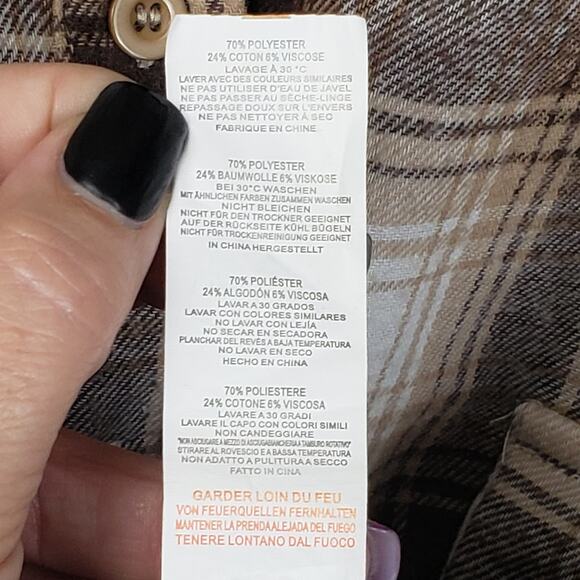 70% POLYESTER
24% COTON 6% VISCOSE
LAVAGE À 30 °C
LAVER AVEC DES COULEURS SIMILAIRES
NE PAS UTILISER D'EAU DE JAVEL
NE PAS PASSER AU SÈCHE-LINGE
REPASSAGE DOUX SUR L'ENVERS
NE PAS NETTOYER À SEC
FABRIQUE EN CHINE
70% POLYESTER
24% BAUMWOLLE 6% VISKOSE
BEI 30°C WASCHEN
MIT ÄHNLICHEN FARBEN ZUSAMMEN WASCHEN
NICHT BLEICHEN
NICHT FÜR DEN TROCKNER GEEIGNET
AUF DER RÜCKSEITE KÜHL BÜGELN
NICHT FÜR TROCKENREINIGUNG GEEIGNET
IN CHINA HERGESTELLT
70% POLIÉSTER
24% ALGODÓN 6% VISCOSA
LAVAR A 30 GRADOS
LAVAR CON COLORES SIMILARES
NO LAVAR CON LEJÍA
NO SECAR EN SECADORA
PLANCHAR DEL REVÉS A BAJA TEMPERATURA
NO LAVAR EN SECO
HECHO EN CHINA
70% POLIESTERE
24% COTONE 6% VISCOSA
LAVARE A 30 GRADI
LAVARE IL CAPO CON COLORI SIMILI
NON CANDEGGIARE
"NON ASCIUGARE A MEZZO DI ASCIUGABIANCHERIA A TAMBURO ROTATIVO"
STIRARE AL ROVESCIO E A BASSA TEMPERATURA
NON ADATTO A PULITURA A SECCO
FATTO IN CINA
GARDER LOIN DU FEU
VON FEUERQUELLEN FERNHALTEN
MANTENER LA PRENDA ALEJADA DEL FUEGO
TENERE LONTANO DAL FUOCO